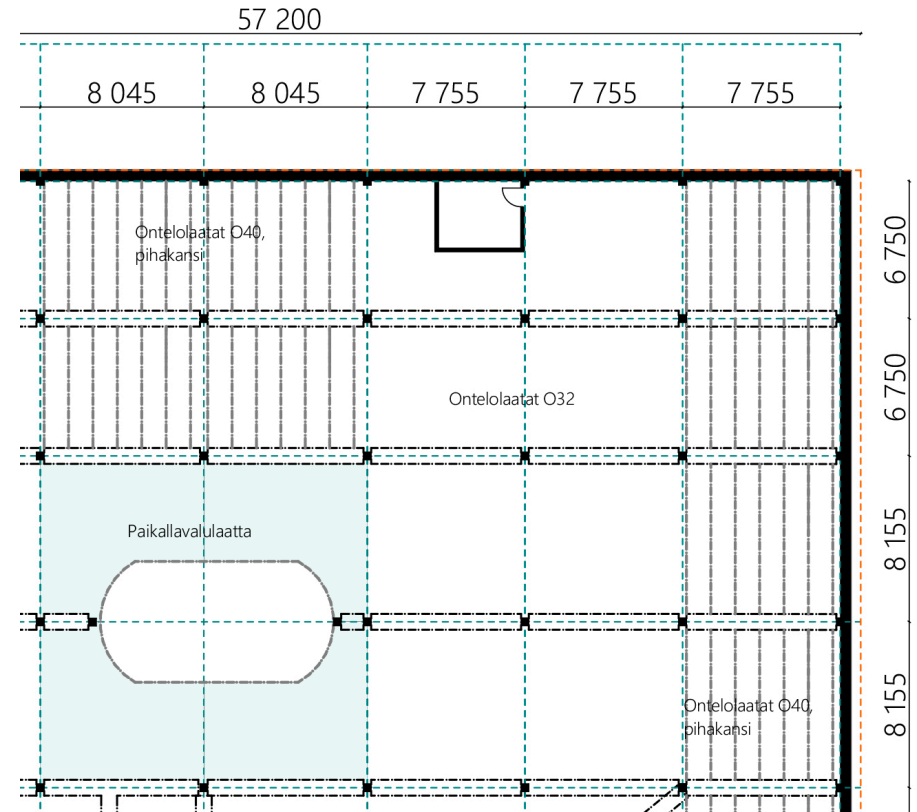 57 200
8 045
8 045
7 755
7 755
7 755
Ontelolaatat O40,
pihakansi
6 750
6 750
Ontelolaatat O32
Paikallavalulaatta
8 155
Ontelolaatat O40,
pihakansi
8 155